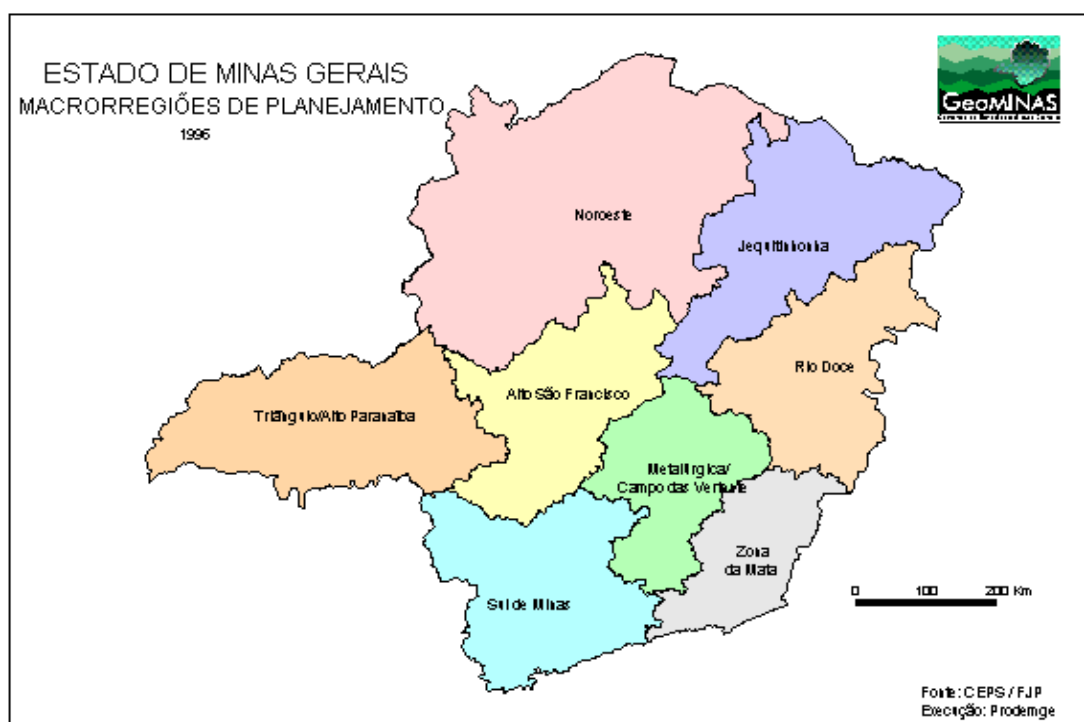 ESTADO DE MINAS GERAIS
MACRORREGIÕES DE PLANEJAMENTO
1996
GeoMINAS
Noroeste
Jequitinhonha
Rio Doce
Alto São Francisco
Triângulo/Alto Paranaíba
Metalúrgica/
Campo das Vertente
Zona
da Mata
Sul de Minas
0 100 200 Km
Fonte: CEPS / FJP
Execução: Prodemge